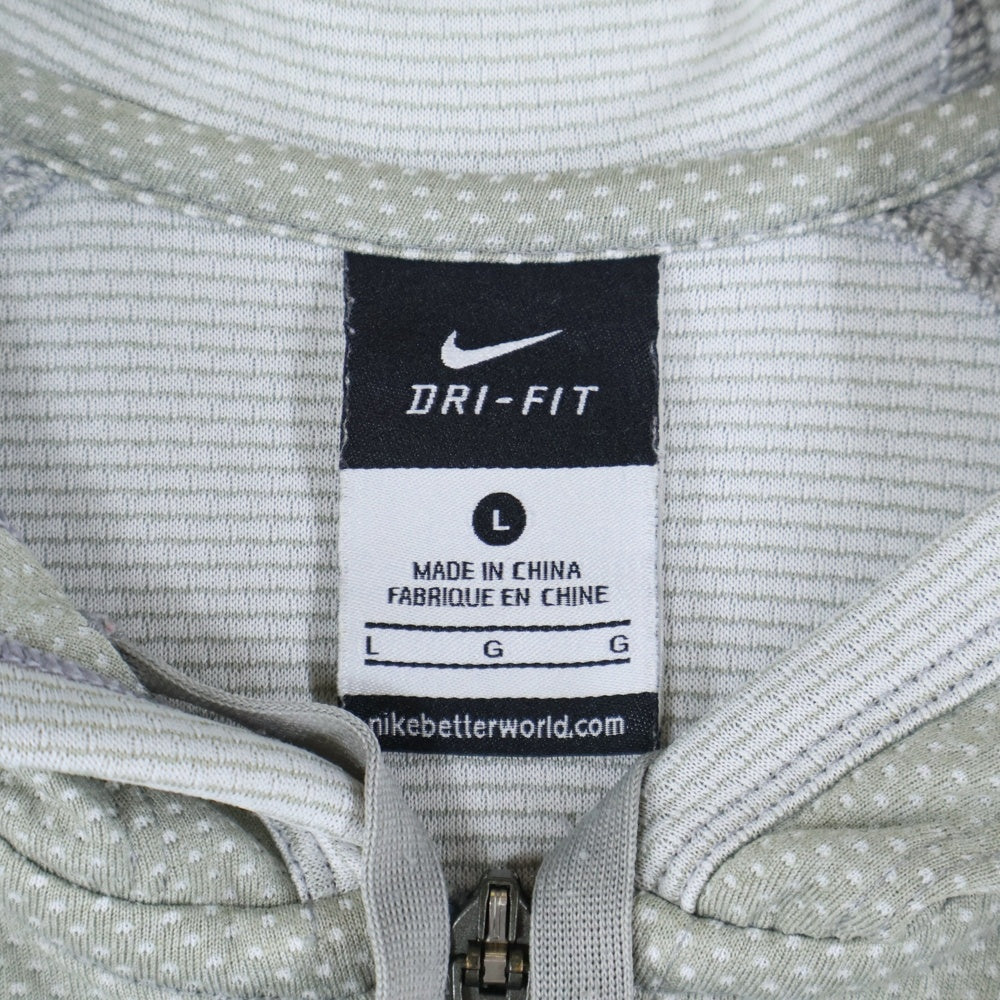 DRI-FIT
L
MADE IN CHINA
FABRIQUE EN CHINE
L G G
nikebetterworld.com